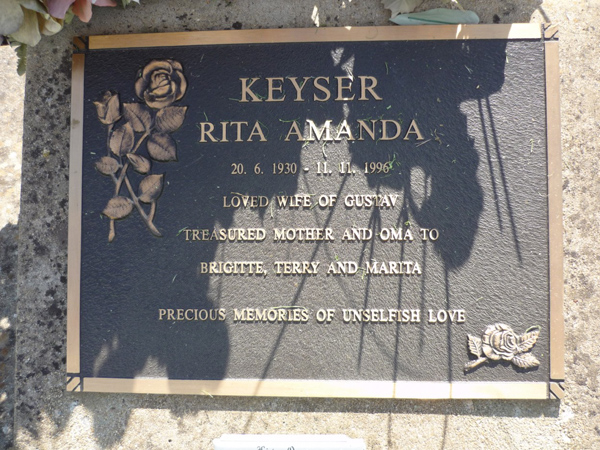 KEYSER
RITA AMANDA
20. 6. 1930 - 11. 11. 1996
LOVED WIFE OF GUSTAV
TREASURED MOTHER AND OMA TO
BRIGITTE, TERRY AND MARITA
PRECIOUS MEMORIES OF UNSELFISH LOVE